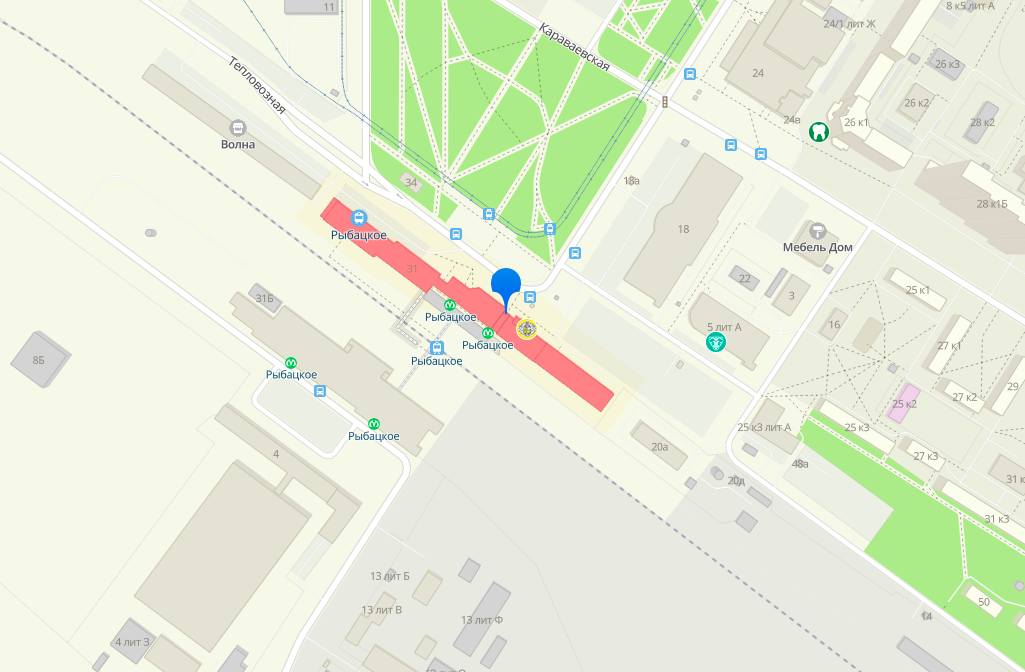 11
8 к5 лит А
24/1 лит Ж
Караваевская
26 к3
24
Тепловозная
26 к2
24в
26 к1
28 к2
Волна
34
18а
28 к1Б
Рыбацкое
18
Мебель Дом
31
22
25 к1
3
31Б
Рыбацкое
16
5 лит А
Рыбацкое
27 к1
8Б
Рыбацкое
Рыбацкое
29
27 к2
25 к2
Рыбацкое
25 к3 лит А
25 к3
20а
4
27 к3
48а
31 к
20д
31 к3
13 лит Б
50
13 лит В
13 лит Ф
14
4 лит З